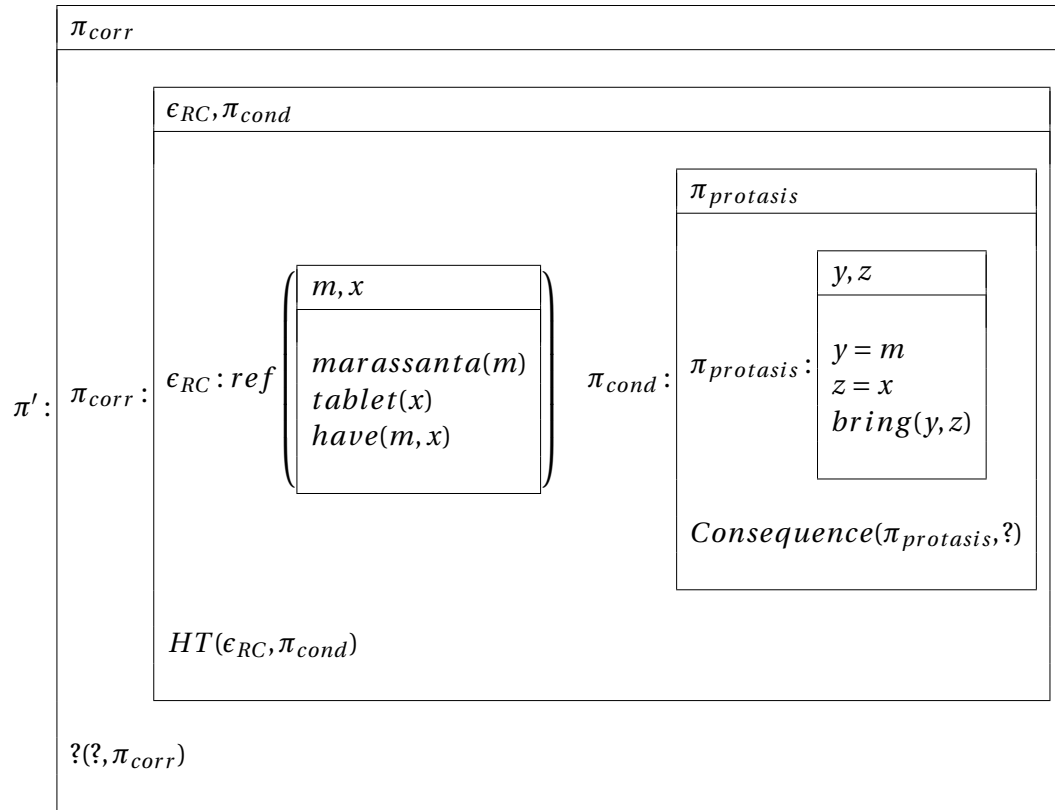 π_corr
ϵ_RC, π_cond
π_protasis
m, x
y, z
marassanta(m)
tablet(x)
have(m, x)
y = m
z = x
bring(y, z)
π′ : π_corr : ϵ_RC : ref π_cond : π_protasis :
Consequence(π_protasis, ?)
HT(ϵ_RC, π_cond)
?(?, π_corr)